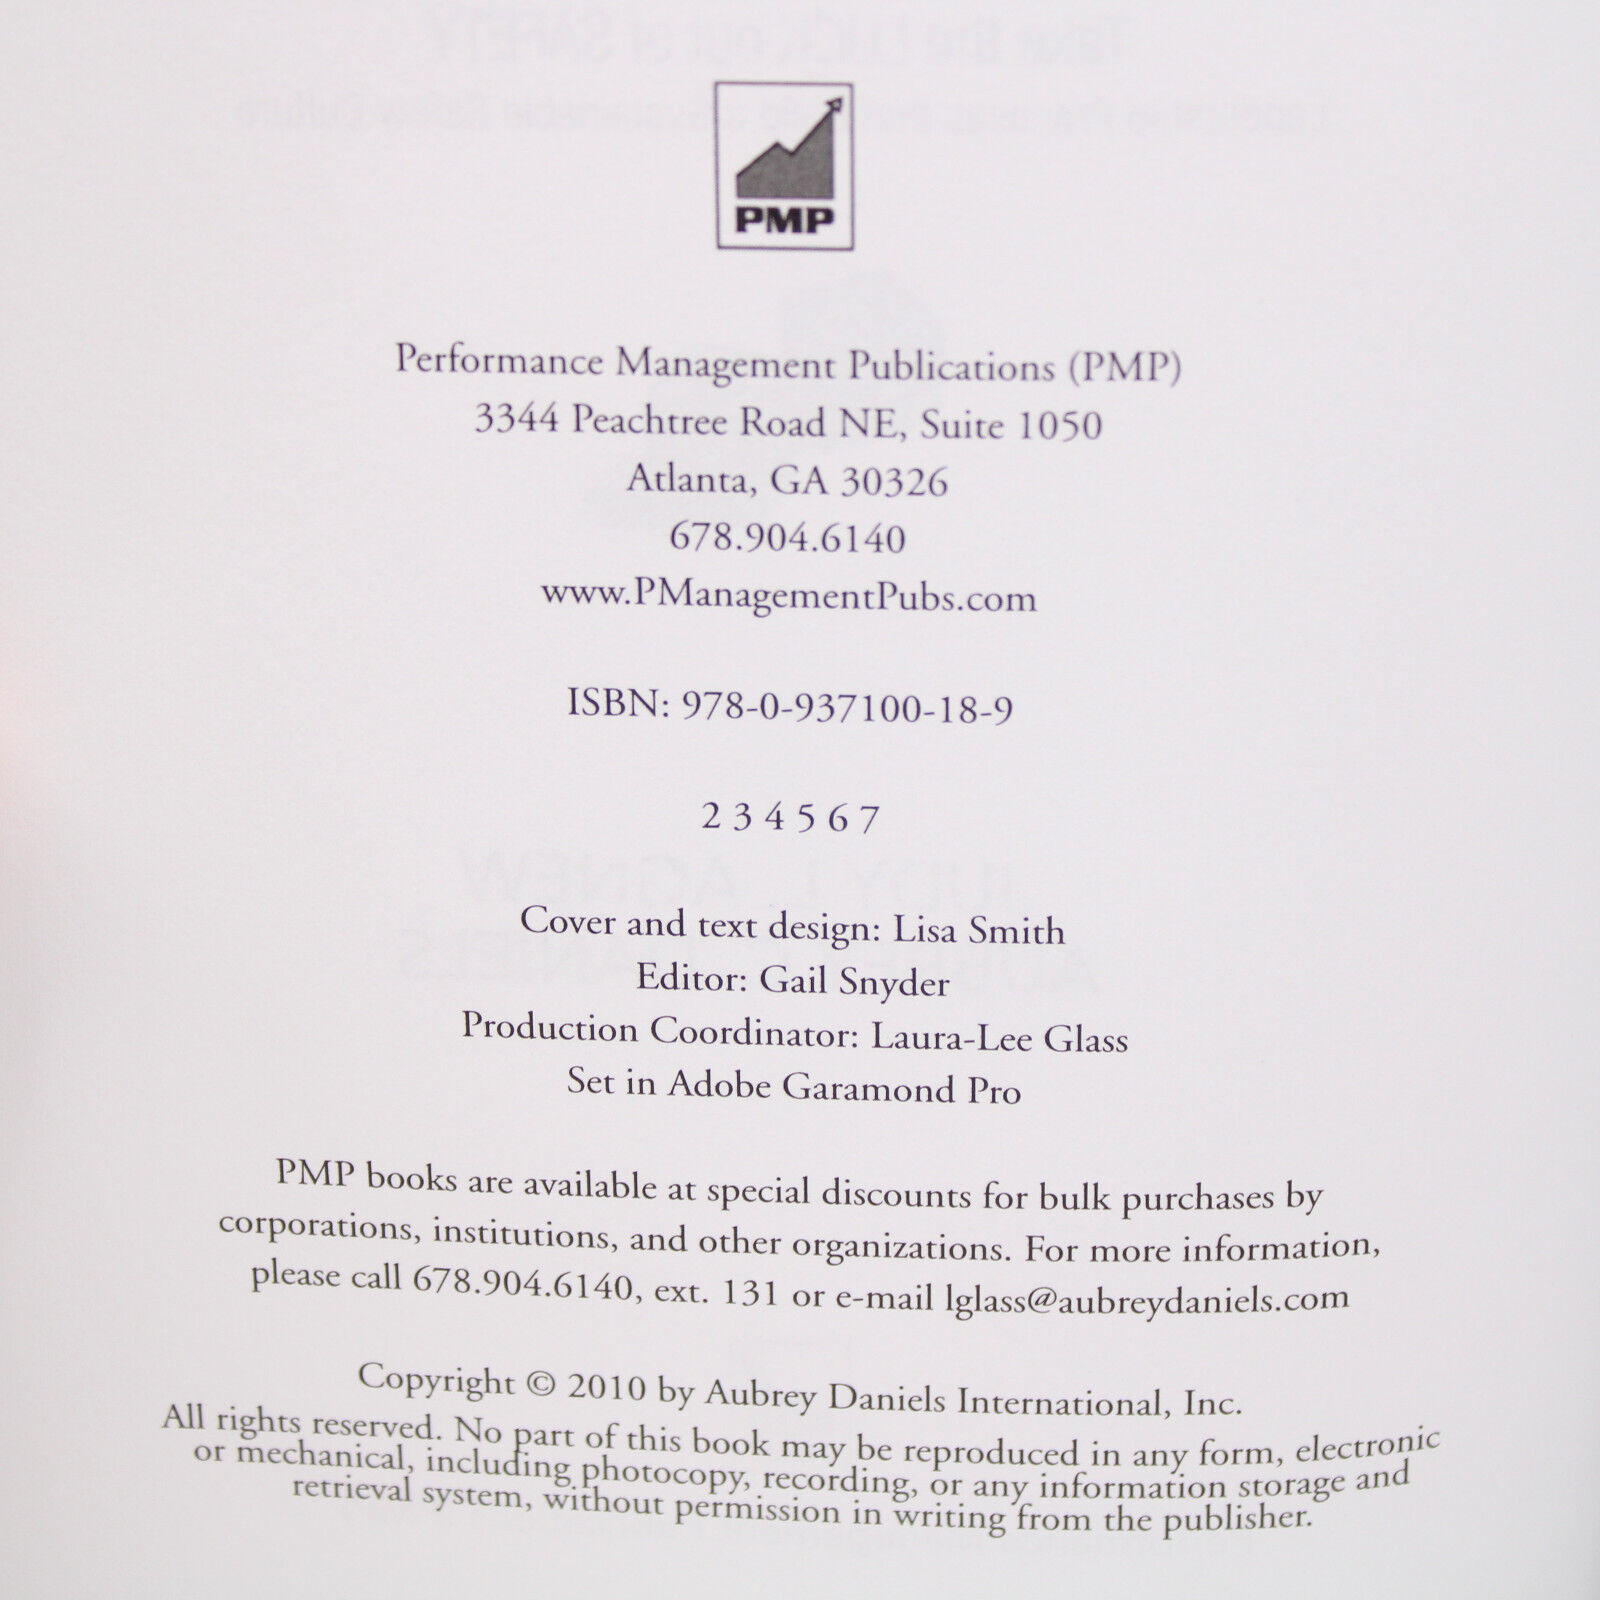 PMP
Performance Management Publications (PMP)
3344 Peachtree Road NE, Suite 1050
Atlanta, GA 30326
678.904.6140
www.PManagementPubs.com
ISBN: 978-0-937100-18-9
2 3 4 5 6 7
Cover and text design: Lisa Smith
Editor: Gail Snyder
Production Coordinator: Laura-Lee Glass
Set in Adobe Garamond Pro
PMP books are available at special discounts for bulk purchases by
corporations, institutions, and other organizations. For more information,
please call 678.904.6140, ext. 131 or e-mail lglass@aubreydaniels.com
Copyright © 2010 by Aubrey Daniels International, Inc.
All rights reserved. No part of this book may be reproduced in any form, electronic
or mechanical, including photocopy, recording, or any information storage and
retrieval system, without permission in writing from the publisher.